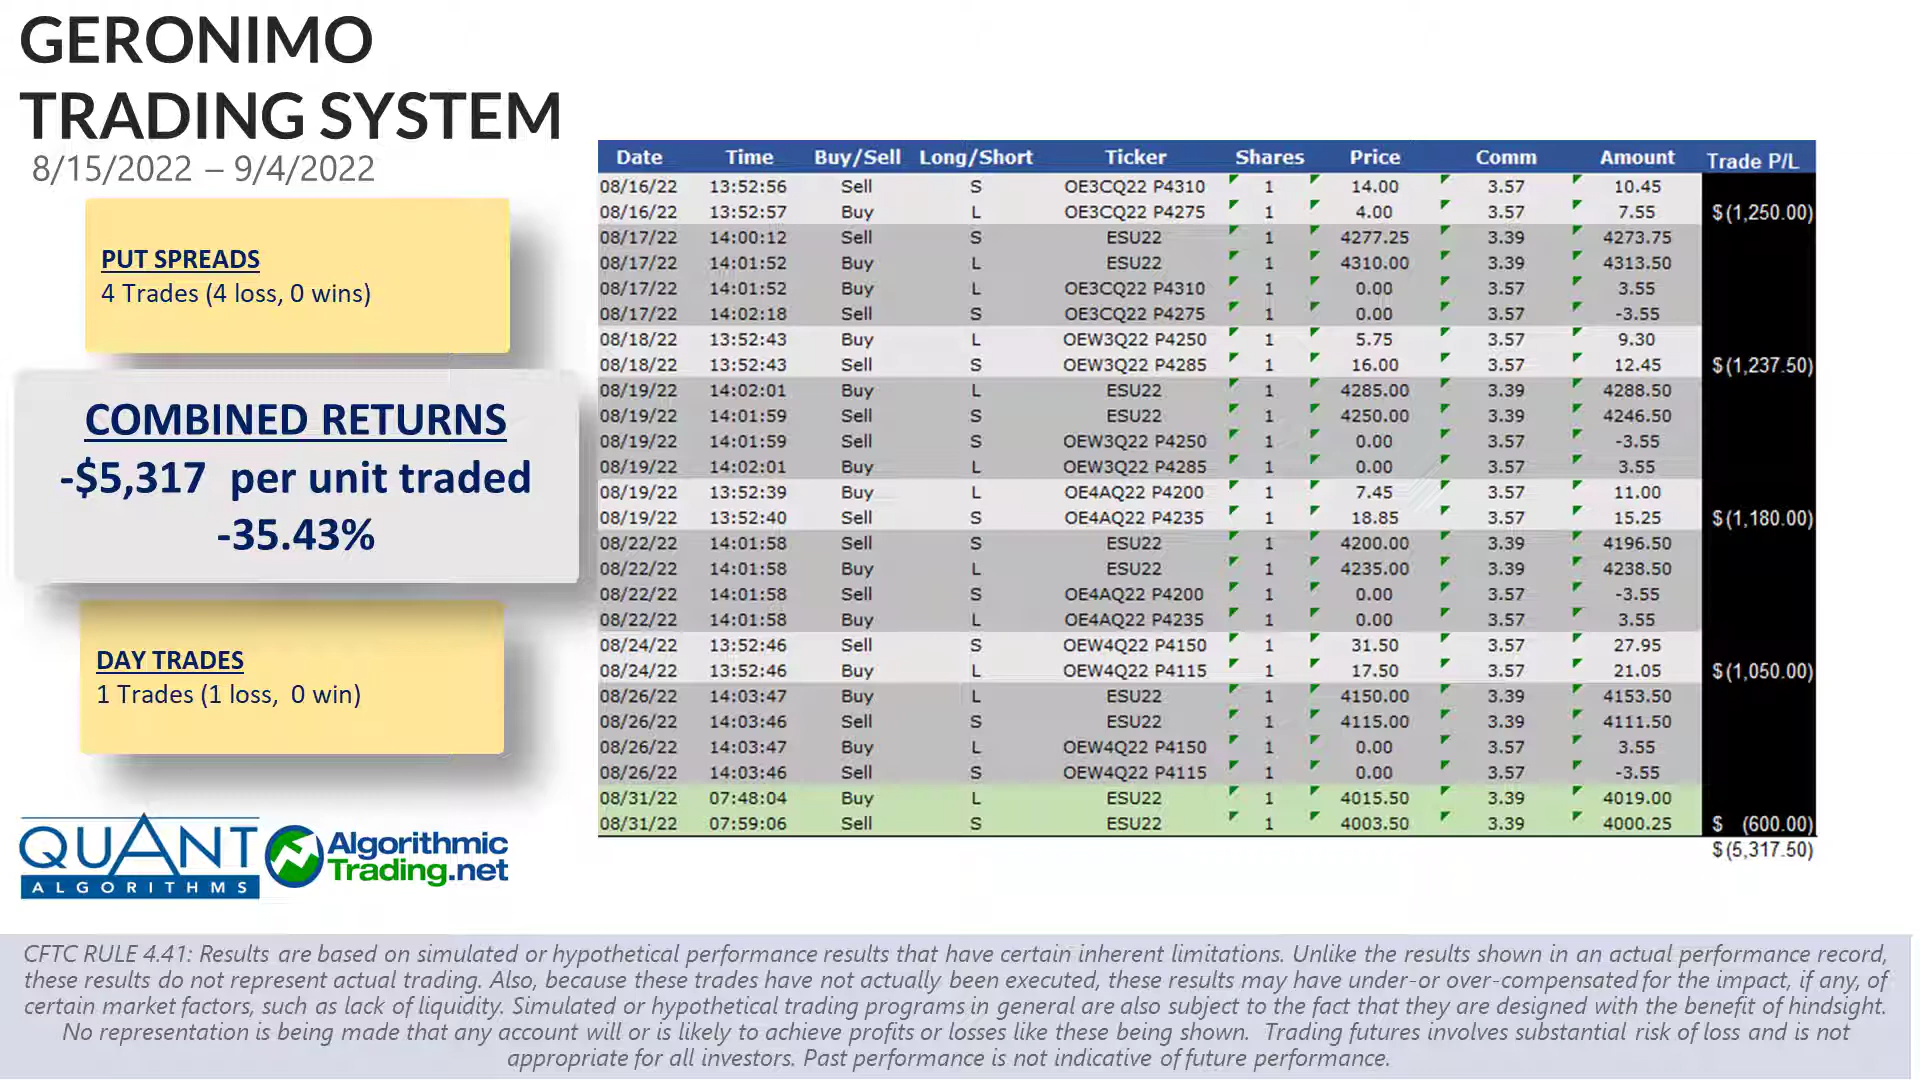 GERONIMO
TRADING SYSTEM
8/15/2022 – 9/4/2022
PUT SPREADS
4 Trades (4 loss, 0 wins)
COMBINED RETURNS
-$5,317 per unit traded
-35.43%
DAY TRADES
1 Trades (1 loss, 0 win)
QUANT
ALGORITHMS
Algorithmic
Trading.net
Date Time Buy/Sell Long/Short Ticker Shares Price Comm Amount Trade P/L
08/16/22 13:52:56 Sell S OE3CQ22 P4310 1 14.00 3.57 10.45
08/16/22 13:52:57 Buy L OE3CQ22 P4275 1 4.00 3.57 7.55 $(1,250.00)
08/17/22 14:00:12 Sell S ESU22 1 4277.25 3.39 4273.75
08/17/22 14:01:52 Buy L ESU22 1 4310.00 3.39 4313.50
08/17/22 14:01:52 Buy L OE3CQ22 P4310 1 0.00 3.57 3.55
08/17/22 14:02:18 Sell S OE3CQ22 P4275 1 0.00 3.57 -3.55
08/18/22 13:52:43 Buy L OEW3Q22 P4250 1 5.75 3.57 9.30
08/18/22 13:52:43 Sell S OEW3Q22 P4285 1 16.00 3.57 12.45 $(1,237.50)
08/19/22 14:02:01 Buy L ESU22 1 4285.00 3.39 4288.50
08/19/22 14:01:59 Sell S ESU22 1 4250.00 3.39 4246.50
08/19/22 14:01:59 Sell S OEW3Q22 P4250 1 0.00 3.57 -3.55
08/19/22 14:02:01 Buy L OEW3Q22 P4285 1 0.00 3.57 3.55
08/19/22 13:52:39 Buy L OE4AQ22 P4200 1 7.45 3.57 11.00
08/19/22 13:52:40 Sell S OE4AQ22 P4235 1 18.85 3.57 15.25 $(1,180.00)
08/22/22 14:01:58 Sell S ESU22 1 4200.00 3.39 4196.50
08/22/22 14:01:58 Buy L ESU22 1 4235.00 3.39 4238.50
08/22/22 14:01:58 Sell S OE4AQ22 P4200 1 0.00 3.57 -3.55
08/22/22 14:01:58 Buy L OE4AQ22 P4235 1 0.00 3.57 3.55
08/24/22 13:52:46 Sell S OEW4Q22 P4150 1 31.50 3.57 27.95
08/24/22 13:52:46 Buy L OEW4Q22 P4115 1 17.50 3.57 21.05 $(1,050.00)
08/26/22 14:03:47 Buy L ESU22 1 4150.00 3.39 4153.50
08/26/22 14:03:46 Sell S ESU22 1 4115.00 3.39 4111.50
08/26/22 14:03:47 Buy L OEW4Q22 P4150 1 0.00 3.57 3.55
08/26/22 14:03:46 Sell S OEW4Q22 P4115 1 0.00 3.57 -3.55
08/31/22 07:48:04 Buy L ESU22 1 4015.50 3.39 4019.00
08/31/22 07:59:06 Sell S ESU22 1 4003.50 3.39 4000.25 $ (600.00)
$(5,317.50)
CFTC RULE 4.41: Results are based on simulated or hypothetical performance results that have certain inherent limitations. Unlike the results shown in an actual performance record,
these results do not represent actual trading. Also, because these trades have not actually been executed, these results may have under-or over-compensated for the impact, if any, of
certain market factors, such as lack of liquidity. Simulated or hypothetical trading programs in general are also subject to the fact that they are designed with the benefit of hindsight.
No representation is being made that any account will or is likely to achieve profits or losses like these being shown. Trading futures involves substantial risk of loss and is not
appropriate for all investors. Past performance is not indicative of future performance.